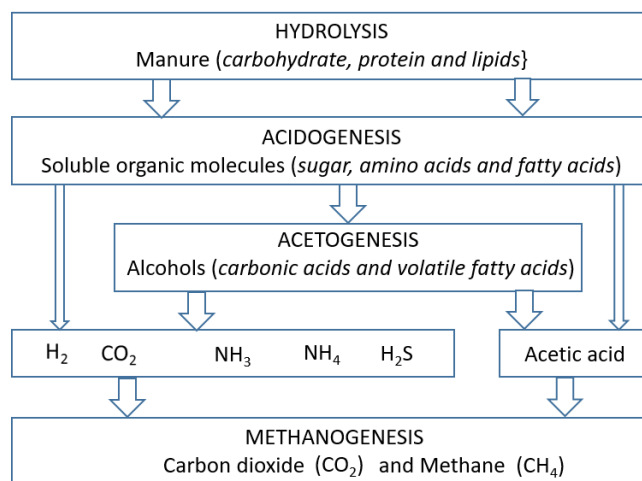 HYDROLYSIS
Manure (carbohydrate, protein and lipids}
ACIDOGENESIS
Soluble organic molecules (sugar, amino acids and fatty acids)
ACETOGENESIS
Alcohols (carbonic acids and volatile fatty acids)
H₂ CO₂ NH₃ NH₄ H₂S
Acetic acid
METHANOGENESIS
Carbon dioxide (CO₂) and Methane (CH₄)